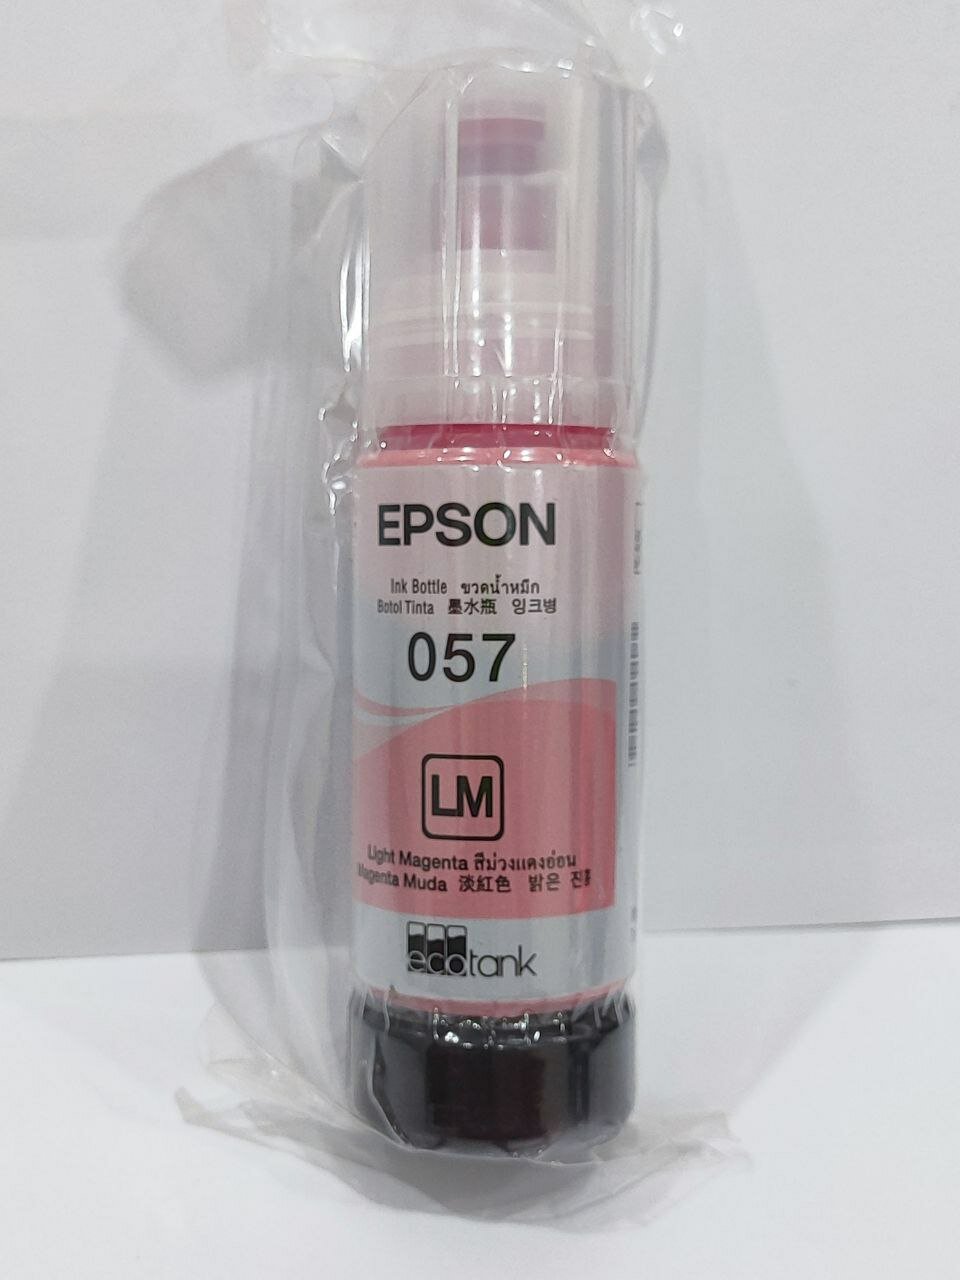 EPSON
Ink Bottle ขวดน้ำหมึก
Botol Tinta 墨水瓶 잉크병
057
LM
Light Magenta สีม่วงแดงอ่อน
Magenta Muda 淡紅色 밝은 진홍
ecotank